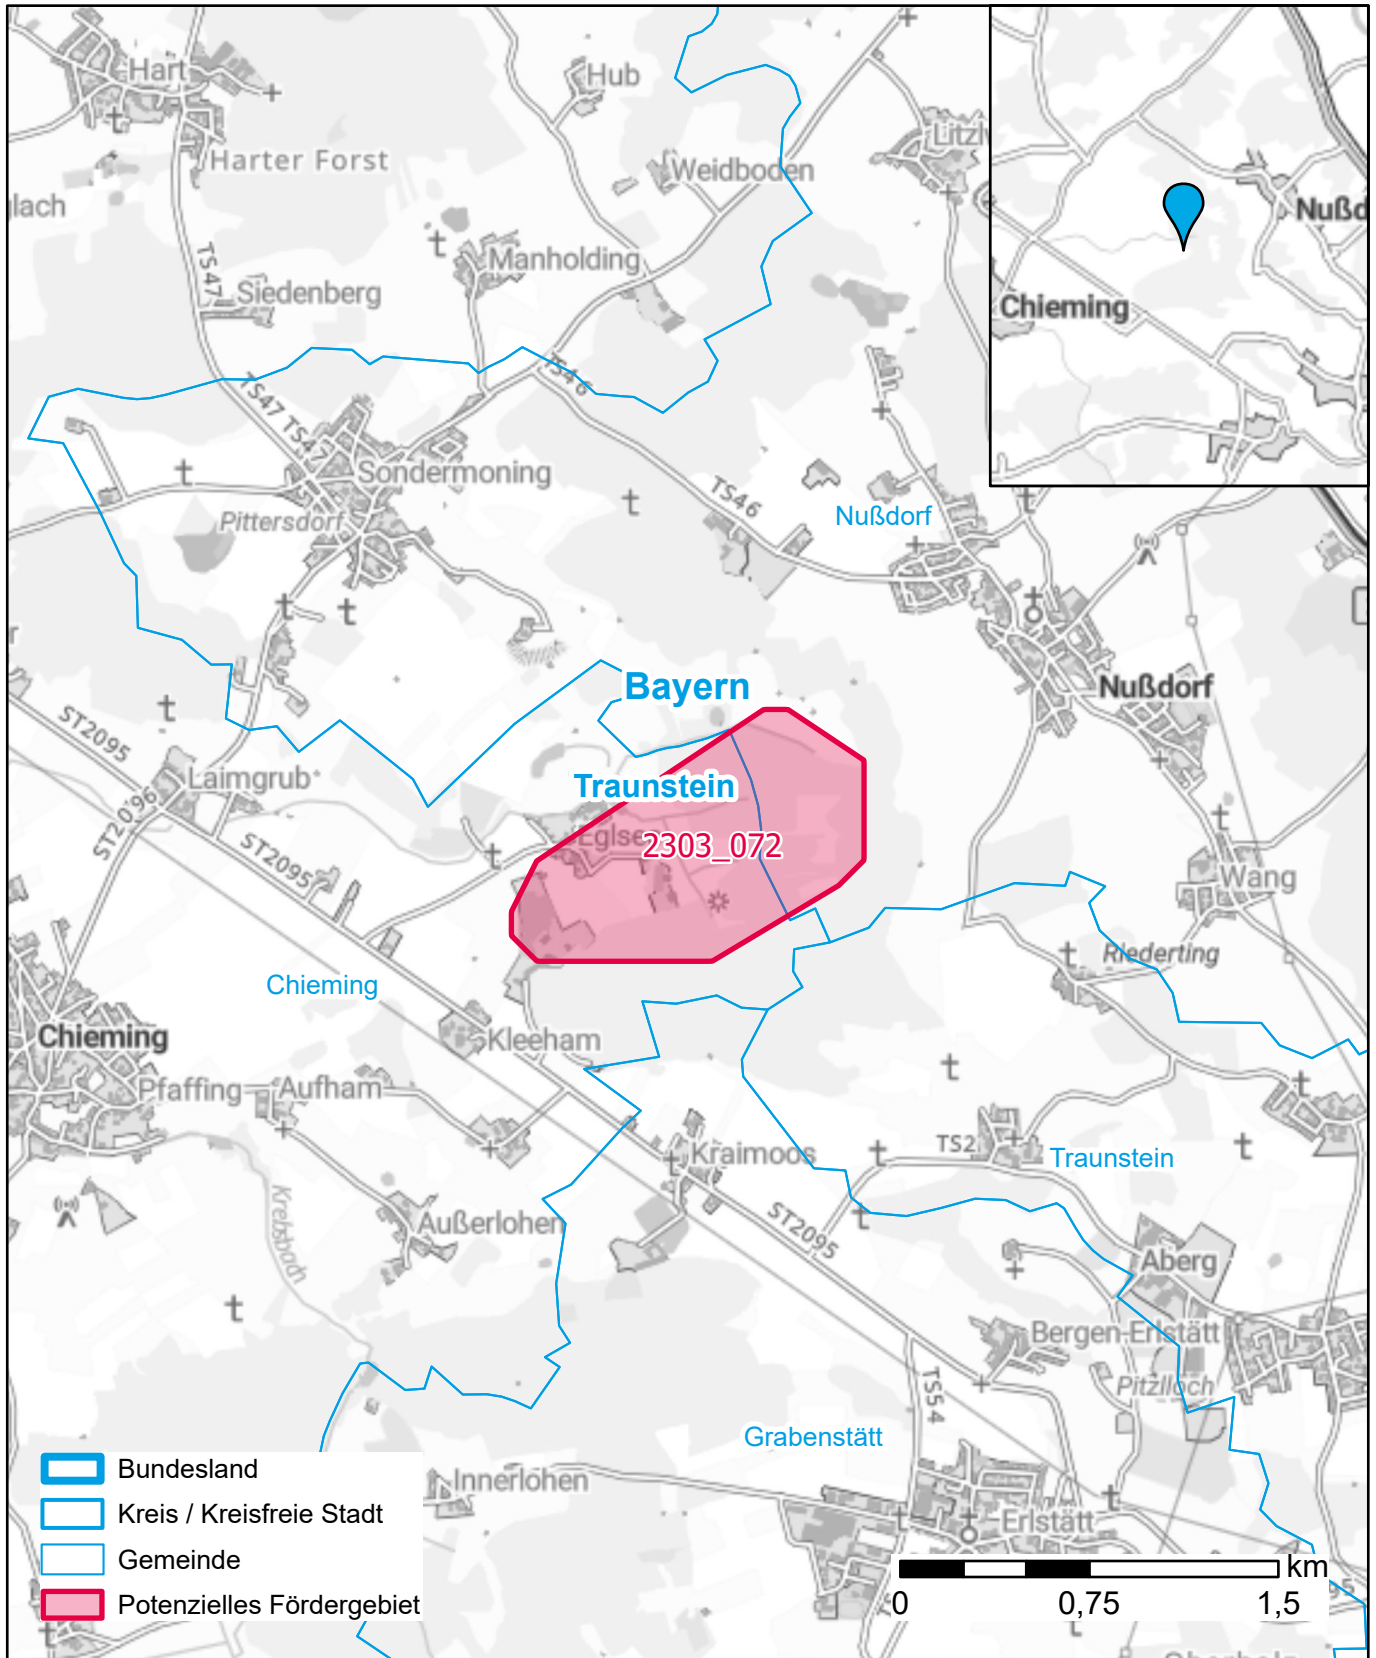 Hart
Hub
Harter Forst
Weidboden
lach
TS47
Manholding
Siedenberg
Nußd
Chieming
TS46
TS47 TS47
Sondermoning
TS46
Pittersdorf
Nußdorf
Bayern
Nußdorf
ST2095
Traunstein
Laimgrub
ST2096
Eglse
2303_072
ST2095
Wang
Riederting
Chieming
Chieming
Kleeham
Pfaffing
Aufham
TS2
Kraimoos
Traunstein
Krebsbach
Außerlohen
ST2095
Aberg
Bergen-Erlstätt
Pitzlloch
TS54
Grabenstätt
Innerlohen
Erlstätt
Bundesland
Kreis / Kreisfreie Stadt
Gemeinde
Potenzielles Fördergebiet
km
0 0,75 1,5